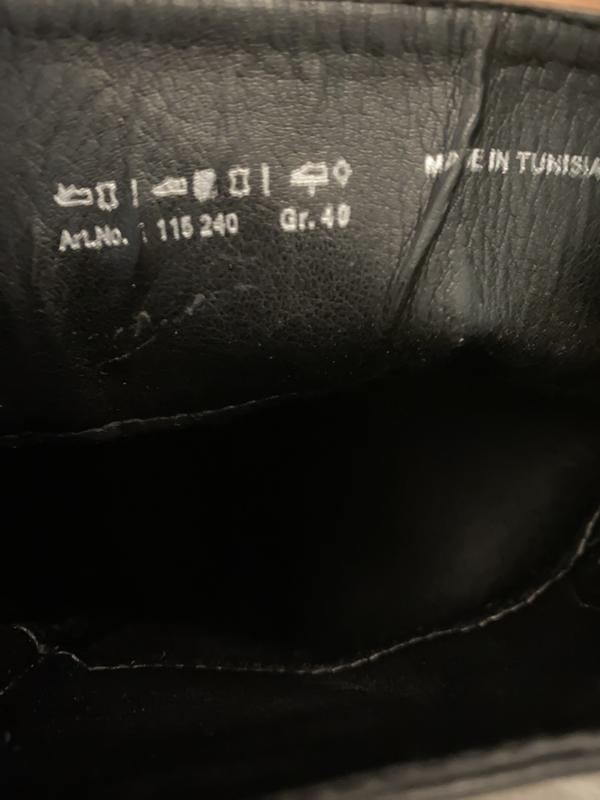 MADE IN TUNISIA
Art.No. 115 240 Gr. 40